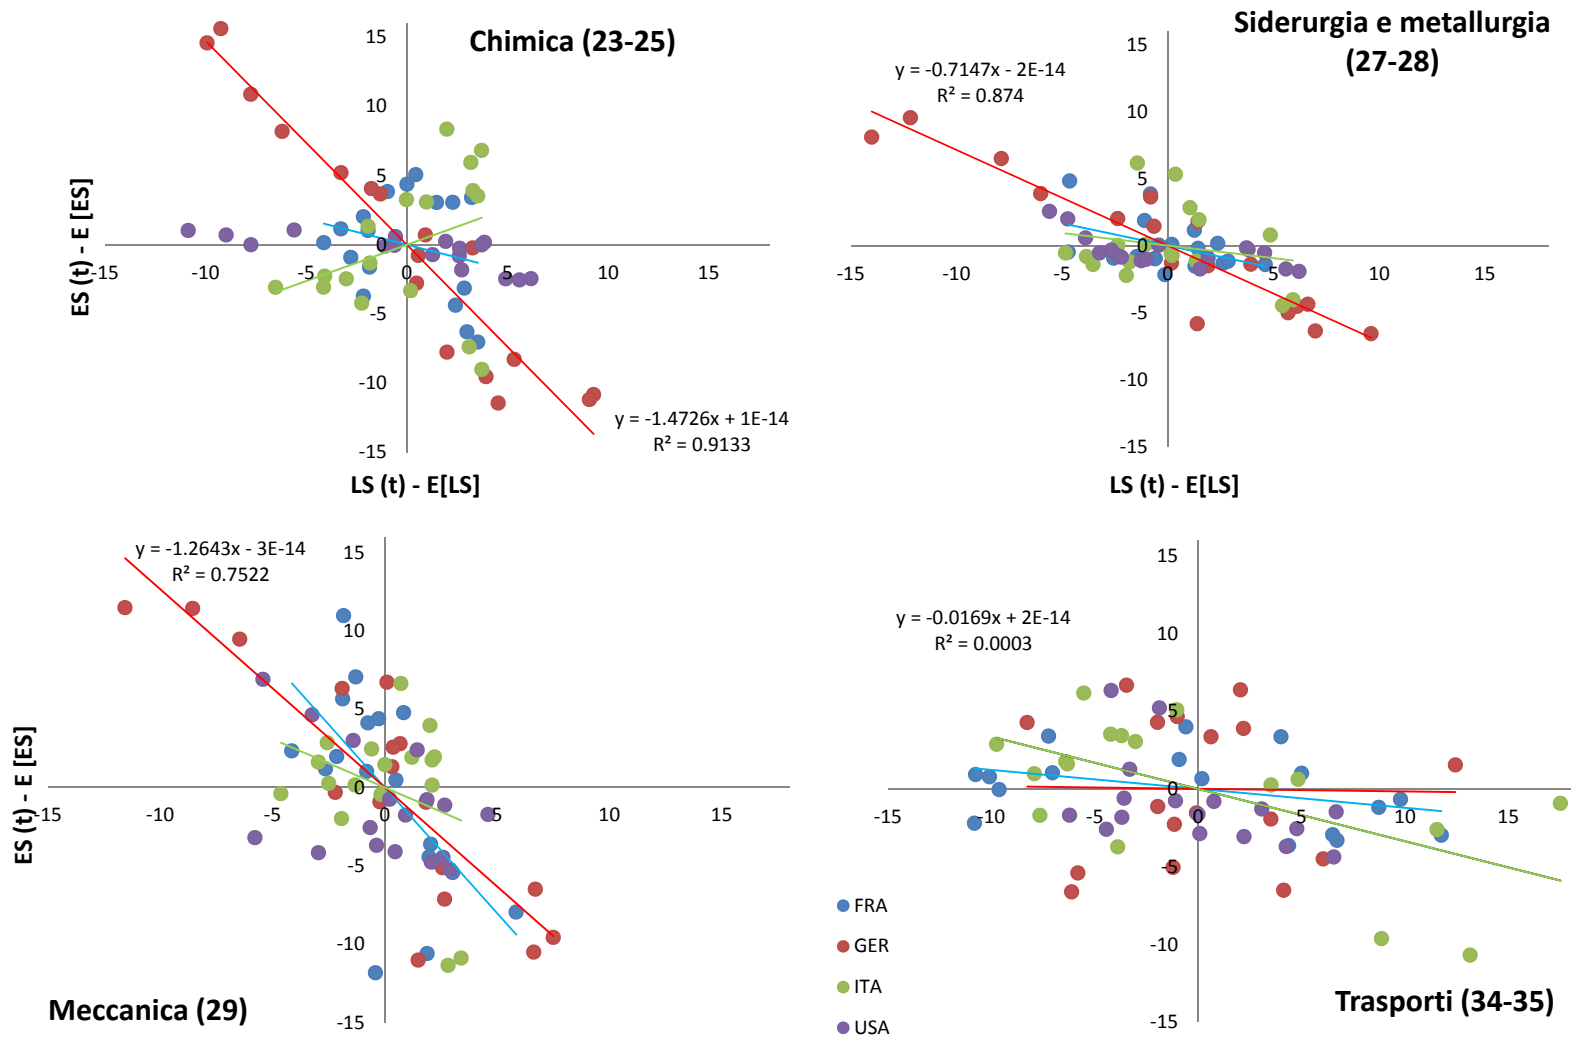 Chimica (23-25)
15
10
5
0
-5
-10
-15
-15
-10
-5
0
5
10
15
ES (t) - E [ES]
LS (t) - E[LS]
y = -1.4726x + 1E-14
R² = 0.9133
Siderurgia e metallurgia
(27-28)
y = -0.7147x - 2E-14
R² = 0.874
15
10
5
0
-5
-10
-15
-15
-10
-5
0
5
10
15
LS (t) - E[LS]
y = -1.2643x - 3E-14
R² = 0.7522
15
10
5
0
-5
-10
-15
-15
-10
-5
0
5
10
15
ES (t) - E [ES]
Meccanica (29)
y = -0.0169x + 2E-14
R² = 0.0003
15
10
5
0
-5
-10
-15
-15
-10
-5
0
5
10
15
FRA
GER
ITA
USA
Trasporti (34-35)